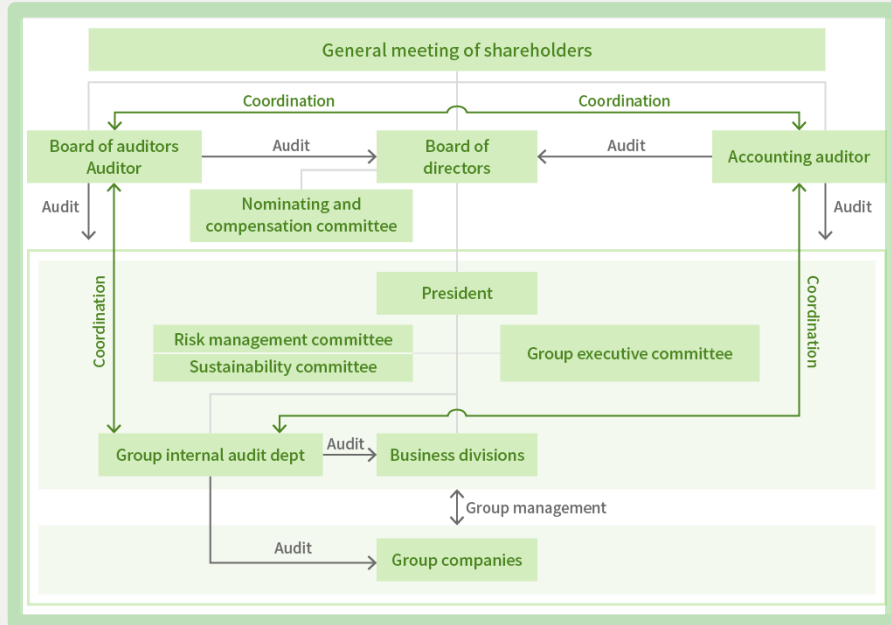 General meeting of shareholders
Coordination
Coordination
Board of auditors
Auditor
Audit
Board of
directors
Audit
Accounting auditor
Audit
Nominating and
compensation committee
Audit
President
Coordination
Coordination
Risk management committee
Sustainability committee
Group executive committee
Group internal audit dept
Audit
Business divisions
Group management
Audit
Group companies